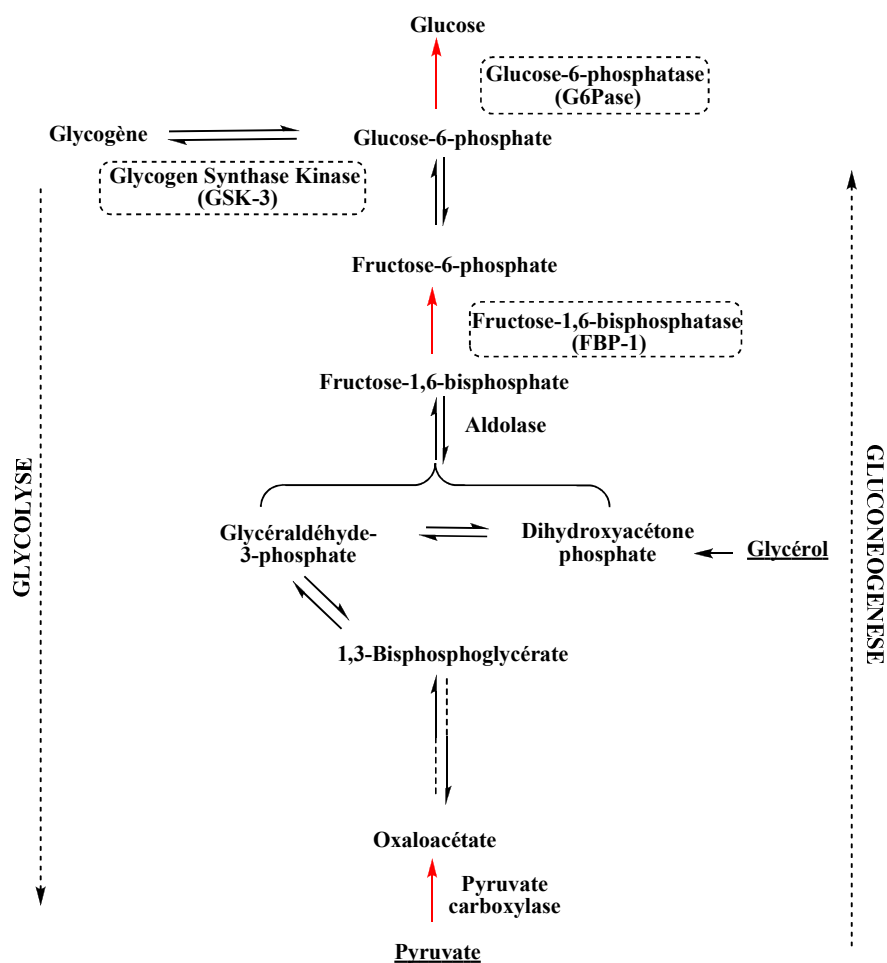 Glucose
Glucose-6-phosphatase
(G6Pase)
Glycogène
Glucose-6-phosphate
Glycogen Synthase Kinase
(GSK-3)
Fructose-6-phosphate
Fructose-1,6-bisphosphatase
(FBP-1)
Fructose-1,6-bisphosphate
Aldolase
GLYCOLYSE
GLUCONEOGENESE
Glycéraldéhyde-
3-phosphate
Dihydroxyacétone
phosphate
Glycérol
1,3-Bisphosphoglycérate
Oxaloacétate
Pyruvate
carboxylase
Pyruvate